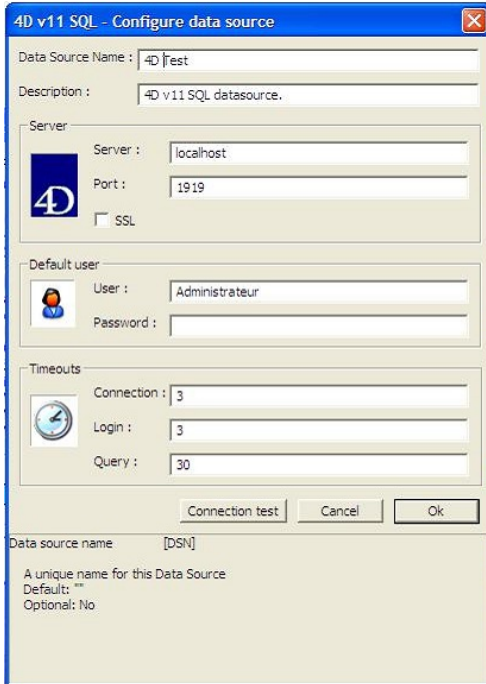 4D v11 SQL - Configure data source
Data Source Name : 4D Test
Description : 4D v11 SQL datasource.
Server
Server : localhost
Port : 1919
4D
SSL
Default user
User : Administrateur
Password :
Timeouts
Connection : 3
Login : 3
Query : 30
Connection test Cancel Ok
Data source name [DSN]
A unique name for this Data Source
Default: ""
Optional: No